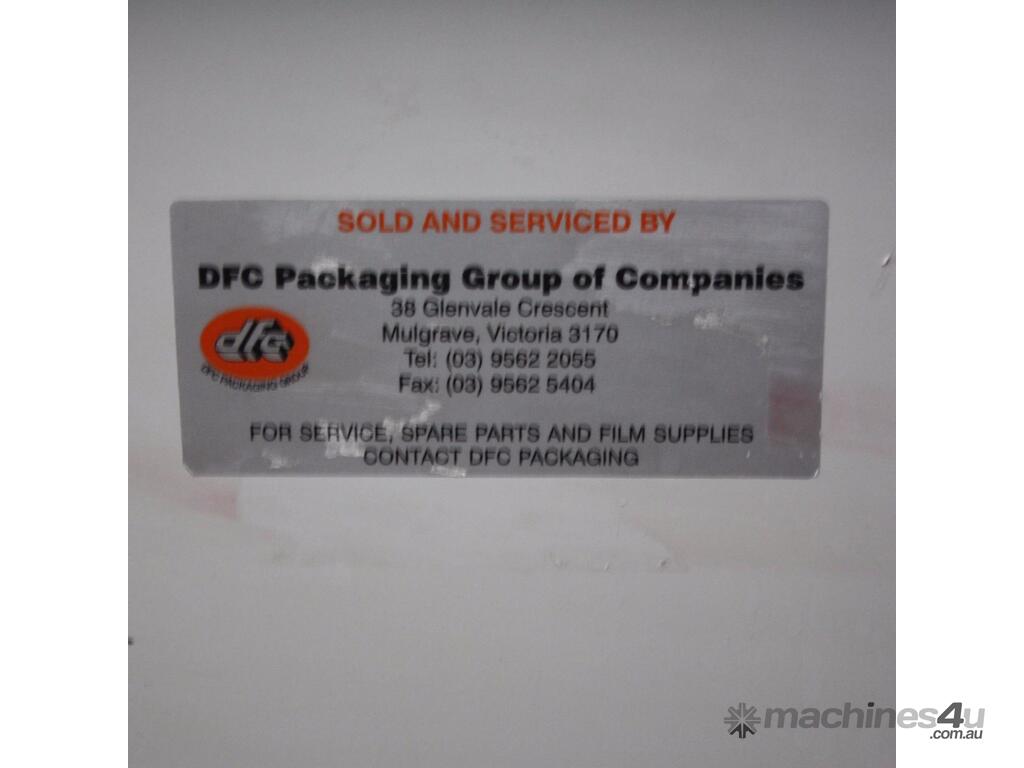 SOLD AND SERVICED BY
DFC Packaging Group of Companies
38 Glenvale Crescent
Mulgrave, Victoria 3170
Tel: (03) 9562 2055
Fax: (03) 9562 5404
dfc
DFC PACKAGING GROUP
FOR SERVICE, SPARE PARTS AND FILM SUPPLIES
CONTACT DFC PACKAGING
machines4u
.com.au